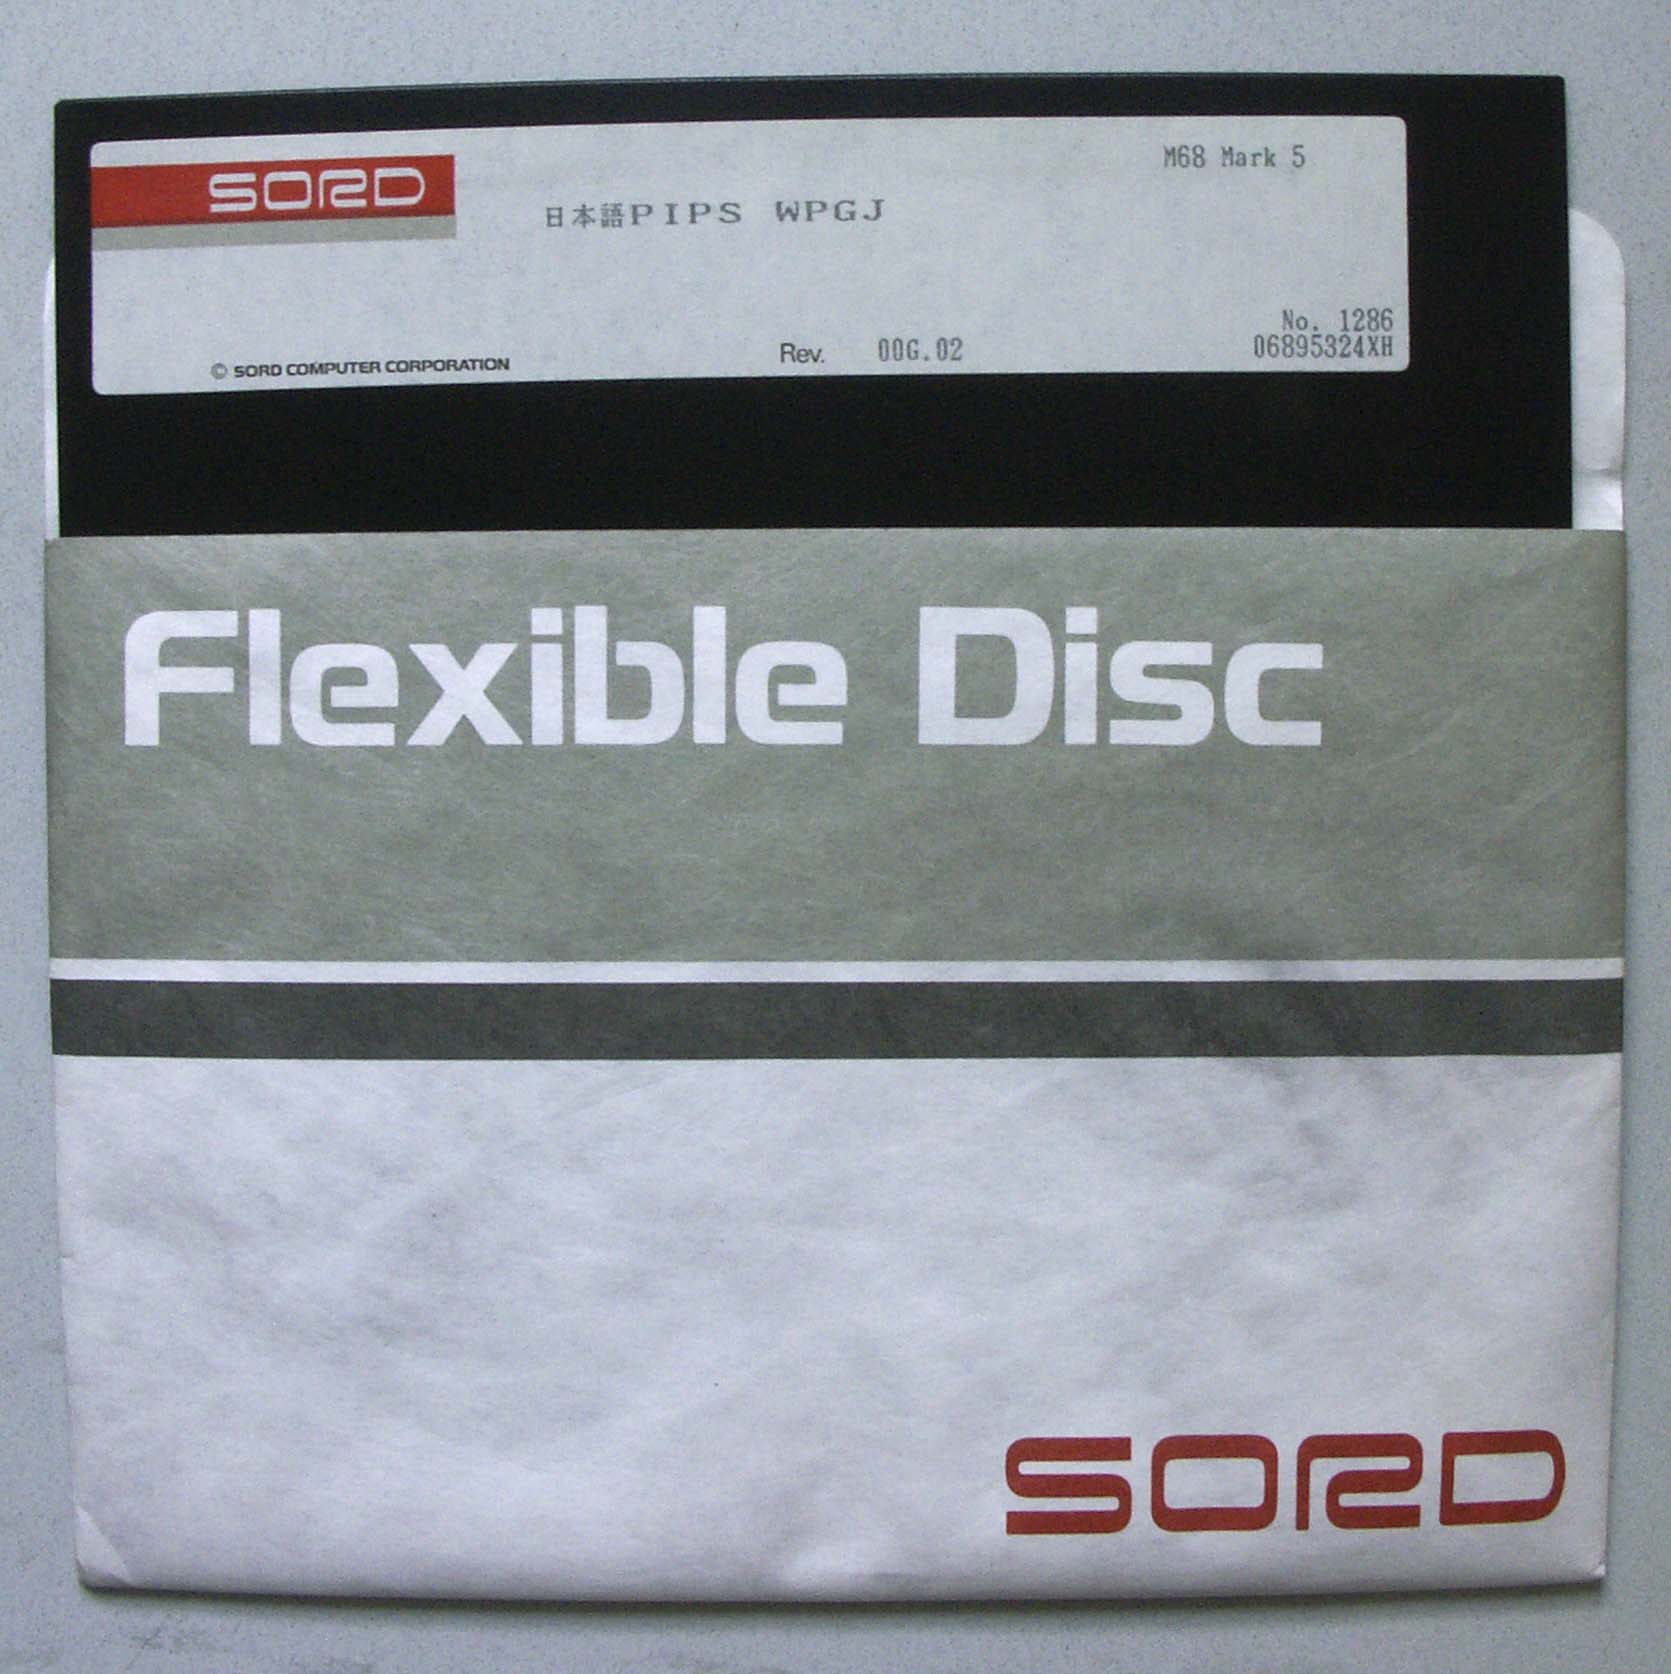 M68 Mark 5
SORD
日本語PIPS WPGJ
No. 1286
© SORD COMPUTER CORPORATION
Rev. 00G.02
06895324XH
Flexible Disc
SORD